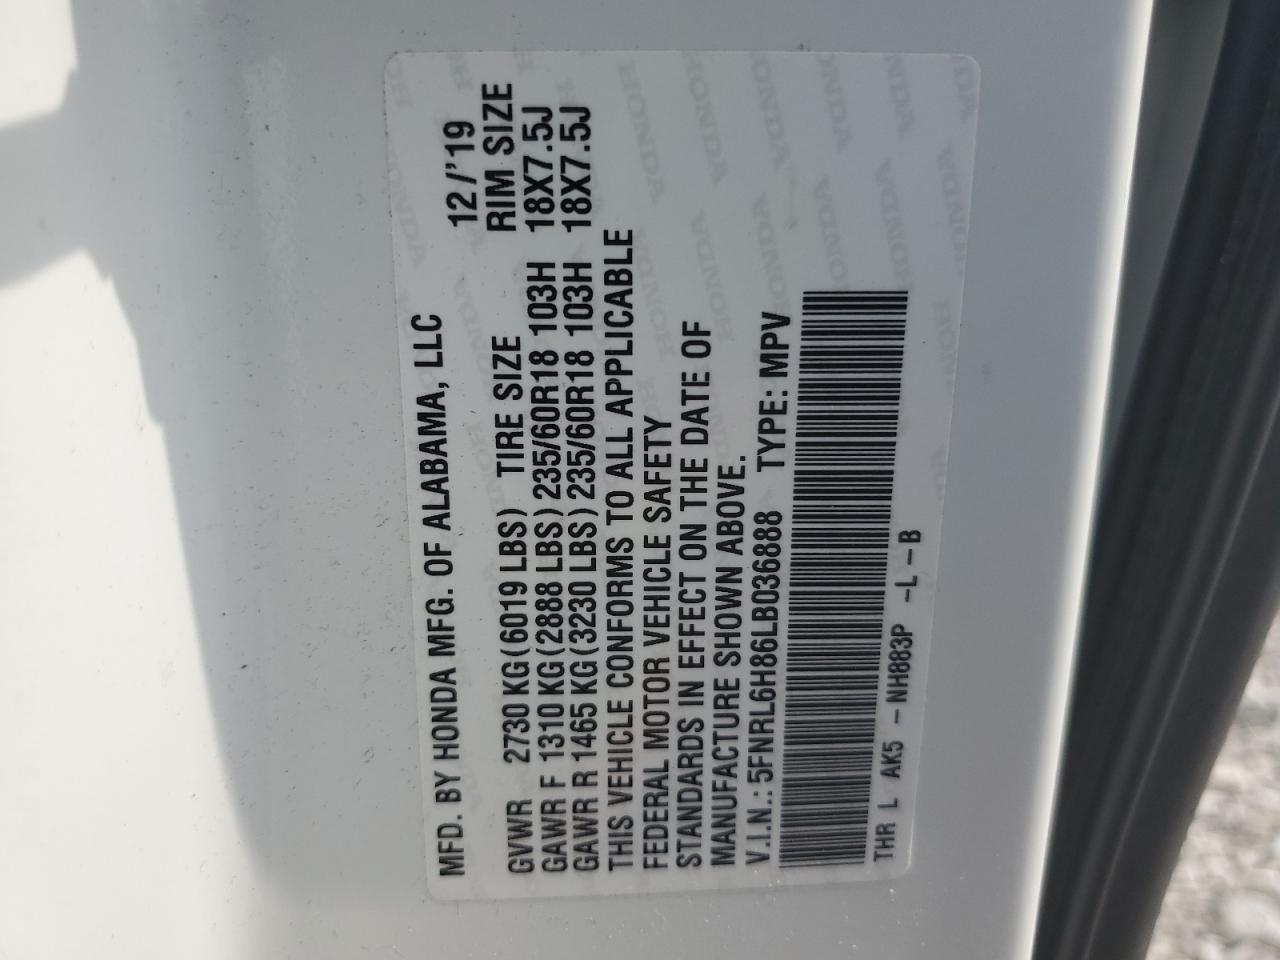 MFD. BY HONDA MFG. OF ALABAMA, LLC 12/'19
GVWR 2730 KG(6019 LBS) TIRE SIZE RIM SIZE
GAWR F 1310 KG(2888 LBS) 235/60R18 103H 18X7.5J
GAWR R 1465 KG(3230 LBS) 235/60R18 103H 18X7.5J
THIS VEHICLE CONFORMS TO ALL APPLICABLE
FEDERAL MOTOR VEHICLE SAFETY
STANDARDS IN EFFECT ON THE DATE OF
MANUFACTURE SHOWN ABOVE.
V.I.N.: 5FNRL6H86LB036888 TYPE: MPV
THR L AK5 -NH883P -L-B